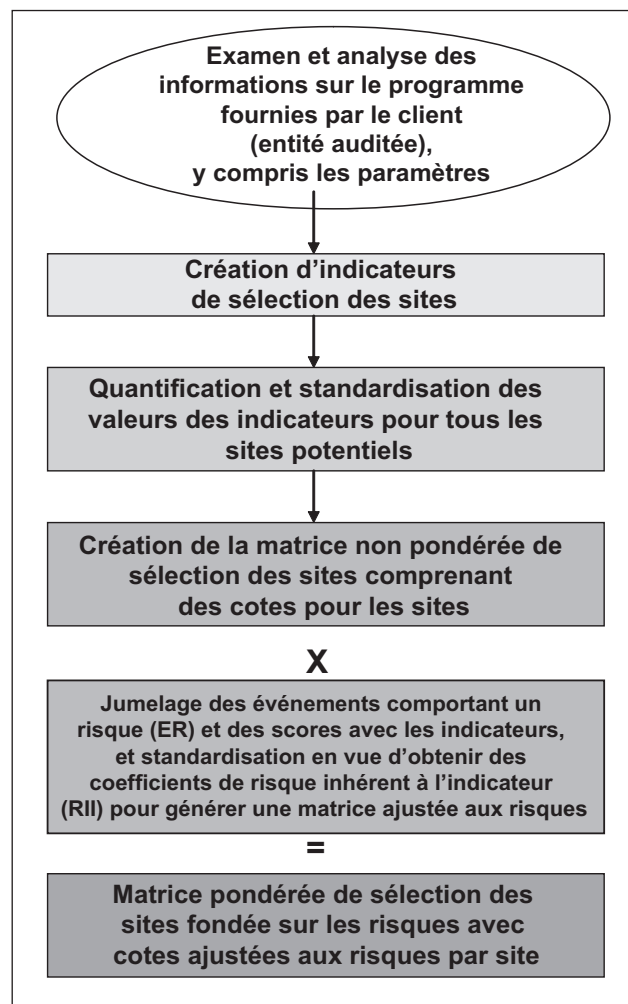 Examen et analyse des
informations sur le programme
fournies par le client
(entité auditée),
y compris les paramètres
Création d’indicateurs
de sélection des sites
Quantification et standardisation des
valeurs des indicateurs pour tous les
sites potentiels
Création de la matrice non pondérée de
sélection des sites comprenant
des cotes pour les sites
X
Jumelage des événements comportant un
risque (ER) et des scores avec les indicateurs,
et standardisation en vue d’obtenir des
coefficients de risque inhérent à l’indicateur
(RII) pour générer une matrice ajustée aux risques
=
Matrice pondérée de sélection des
sites fondée sur les risques avec
cotes ajustées aux risques par site